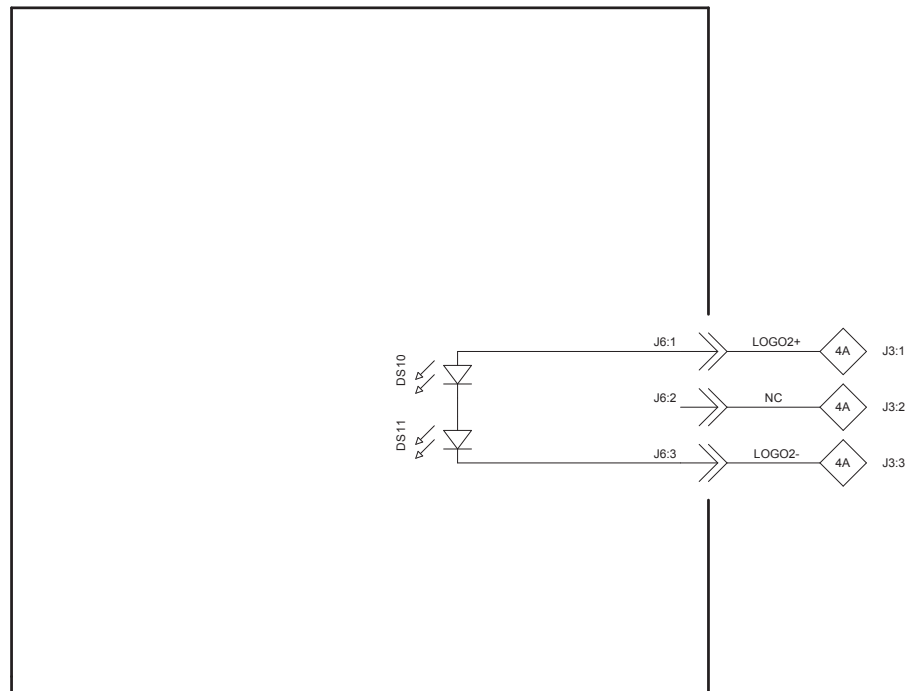 J6:1 LOGO2+ 4A J3:1
DS10
J6:2 NC 4A J3:2
DS11
J6:3 LOGO2- 4A J3:3